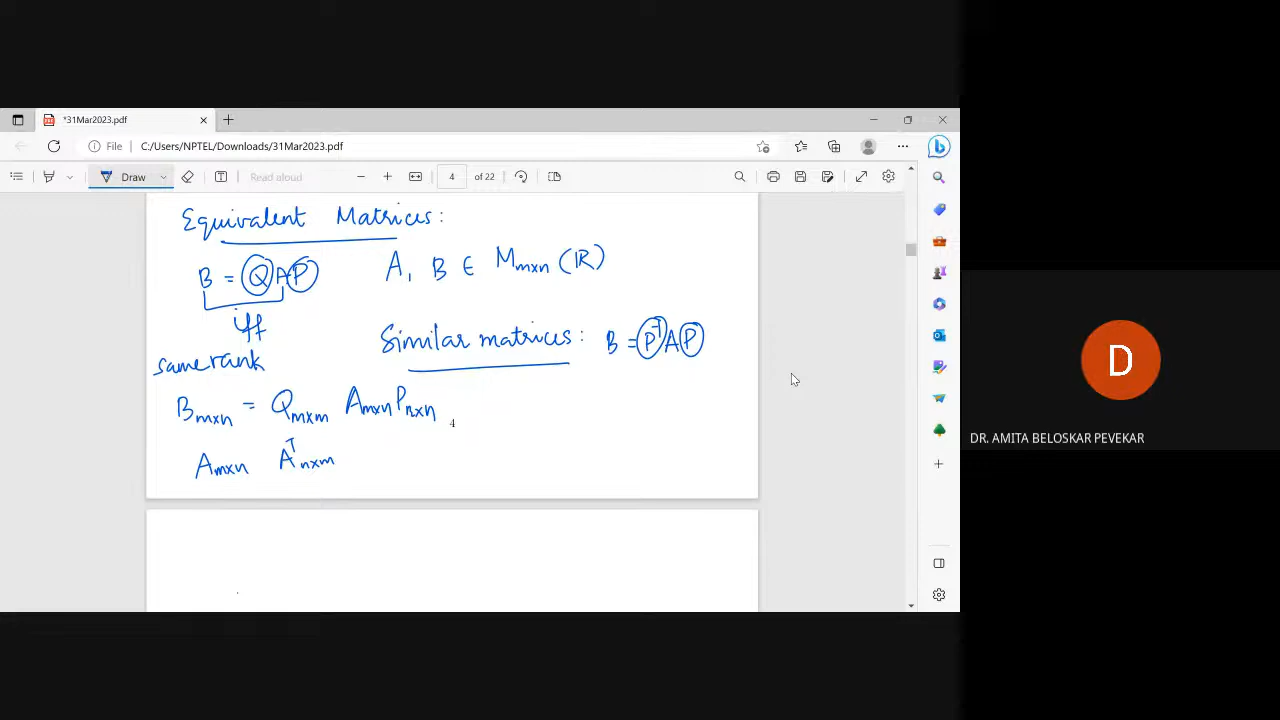 *31Mar2023.pdf
File C:/Users/NPTEL/Downloads/31Mar2023.pdf
Draw Read aloud 4 of 22
Equivalent Matrices:
B = QAP A, B ∈ Mmxn (R)
iff
Similar matrices: B = PᵀAP
same rank
Bmxn = Qmxm Amxn Pnxn
4
Amxn Aᵀnxm
D
DR. AMITA BELOSKAR PEVEKAR